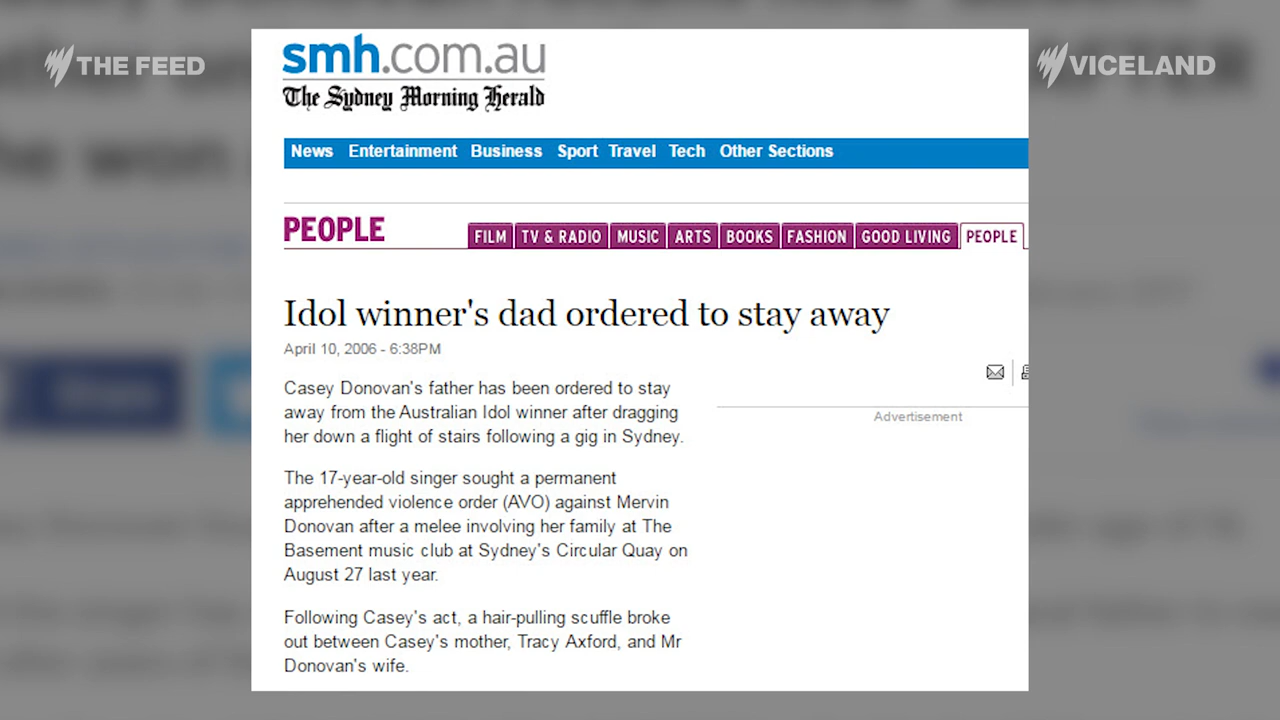 THE FEED
VICELAND
smh.com.au
The Sydney Morning Herald
News Entertainment Business Sport Travel Tech Other Sections
PEOPLE
FILM TV & RADIO MUSIC ARTS BOOKS FASHION GOOD LIVING PEOPLE
Idol winner's dad ordered to stay away
April 10, 2006 - 6:38PM
Advertisement
Casey Donovan's father has been ordered to stay
away from the Australian Idol winner after dragging
her down a flight of stairs following a gig in Sydney.
The 17-year-old singer sought a permanent
apprehended violence order (AVO) against Mervin
Donovan after a melee involving her family at The
Basement music club at Sydney's Circular Quay on
August 27 last year.
Following Casey's act, a hair-pulling scuffle broke
out between Casey's mother, Tracy Axford, and Mr
Donovan's wife.
he won
Share